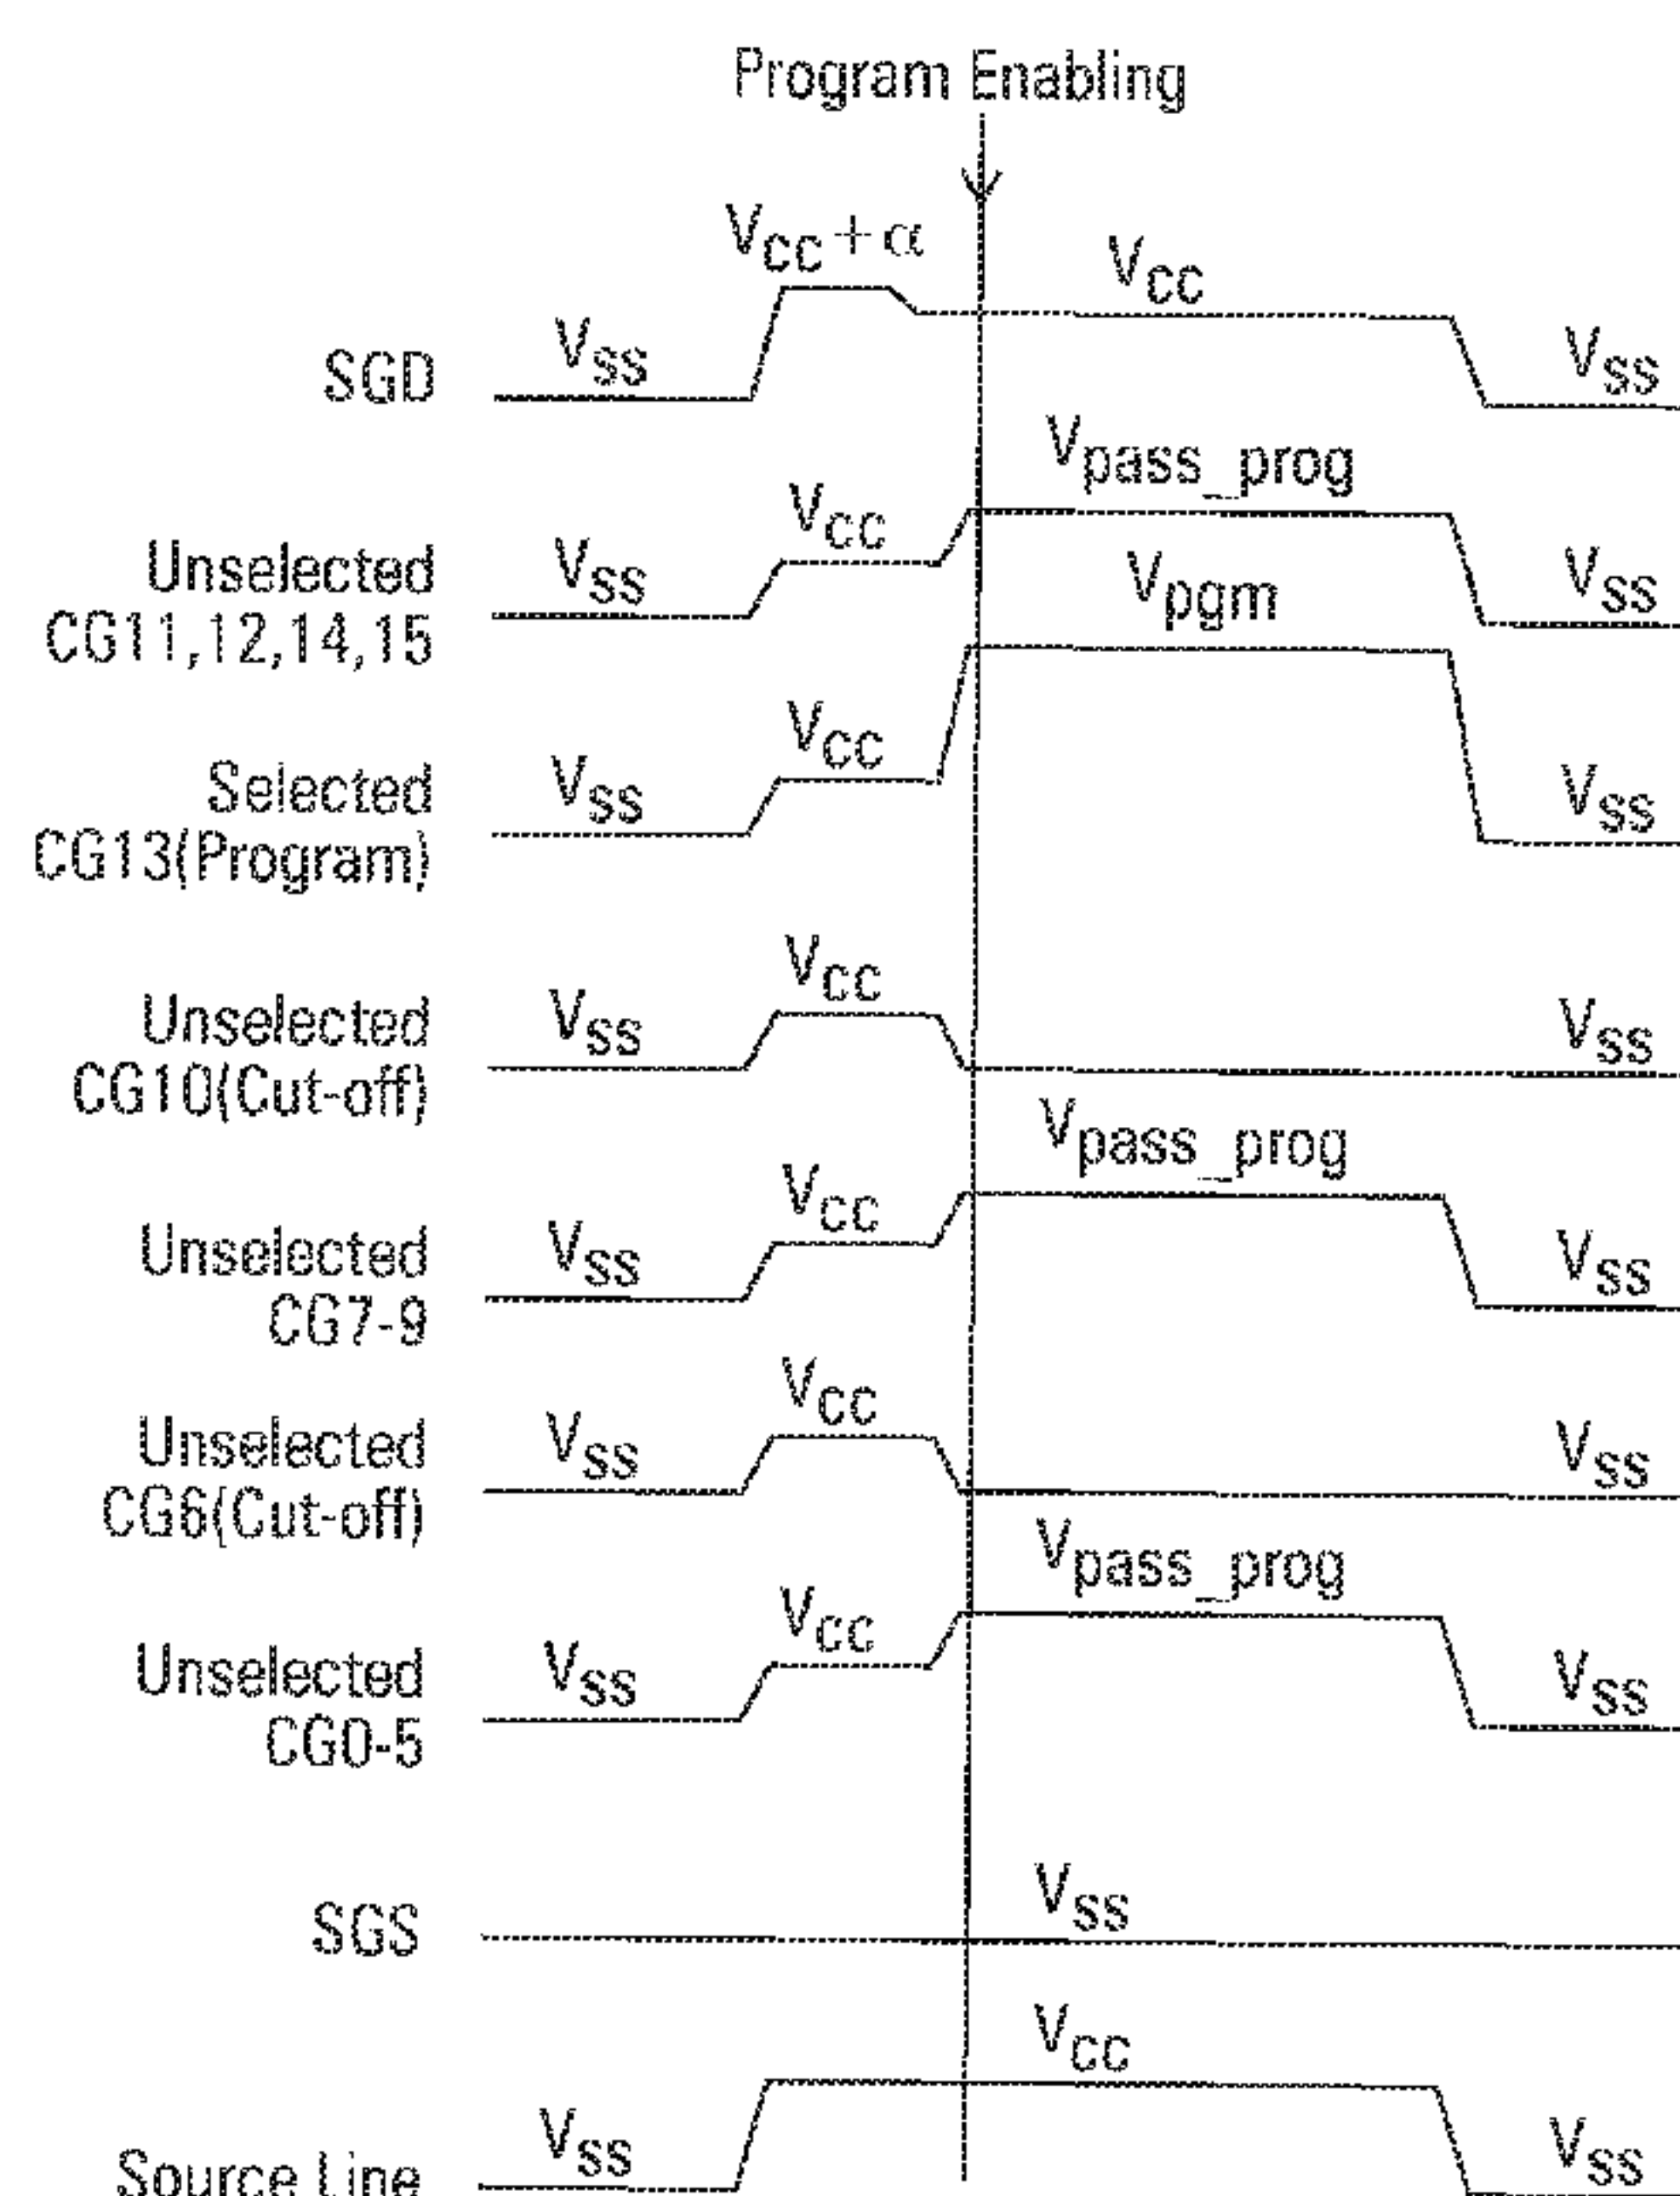 Program Enabling
Vcc+α
Vcc
SGD
Vss
Vss
Vpass_prog
Unselected
CG11,12,14,15
Vss
Vcc
Vss
Vpgm
Selected
CG13(Program)
Vss
Vcc
Vss
Unselected
CG10(Cut-off)
Vss
Vcc
Vss
Vpass_prog
Unselected
CG7-9
Vss
Vcc
Vss
Unselected
CG6(Cut-off)
Vss
Vcc
Vss
Vpass_prog
Unselected
CG0-5
Vss
Vcc
Vss
SGS
Vss
Vcc
Source Line
Vss
Vss